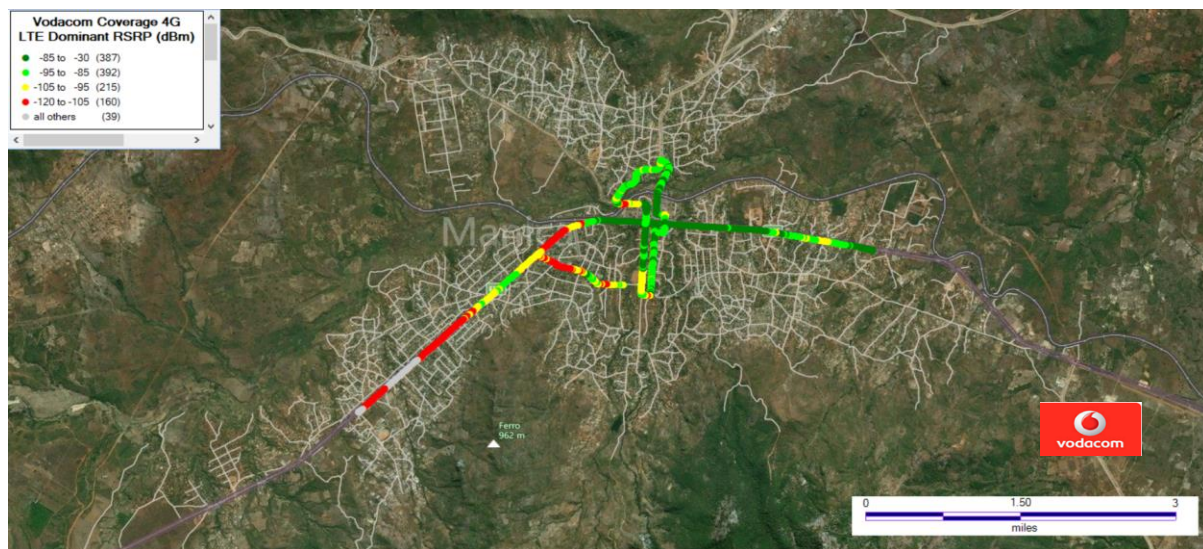 Vodacom Coverage 4G
LTE Dominant RSRP (dBm)
-85 to -30 (387)
-95 to -85 (392)
-105 to -95 (215)
-120 to -105 (160)
all others (39)
Ferro
962 m
vodacom
0 1.50 3
miles